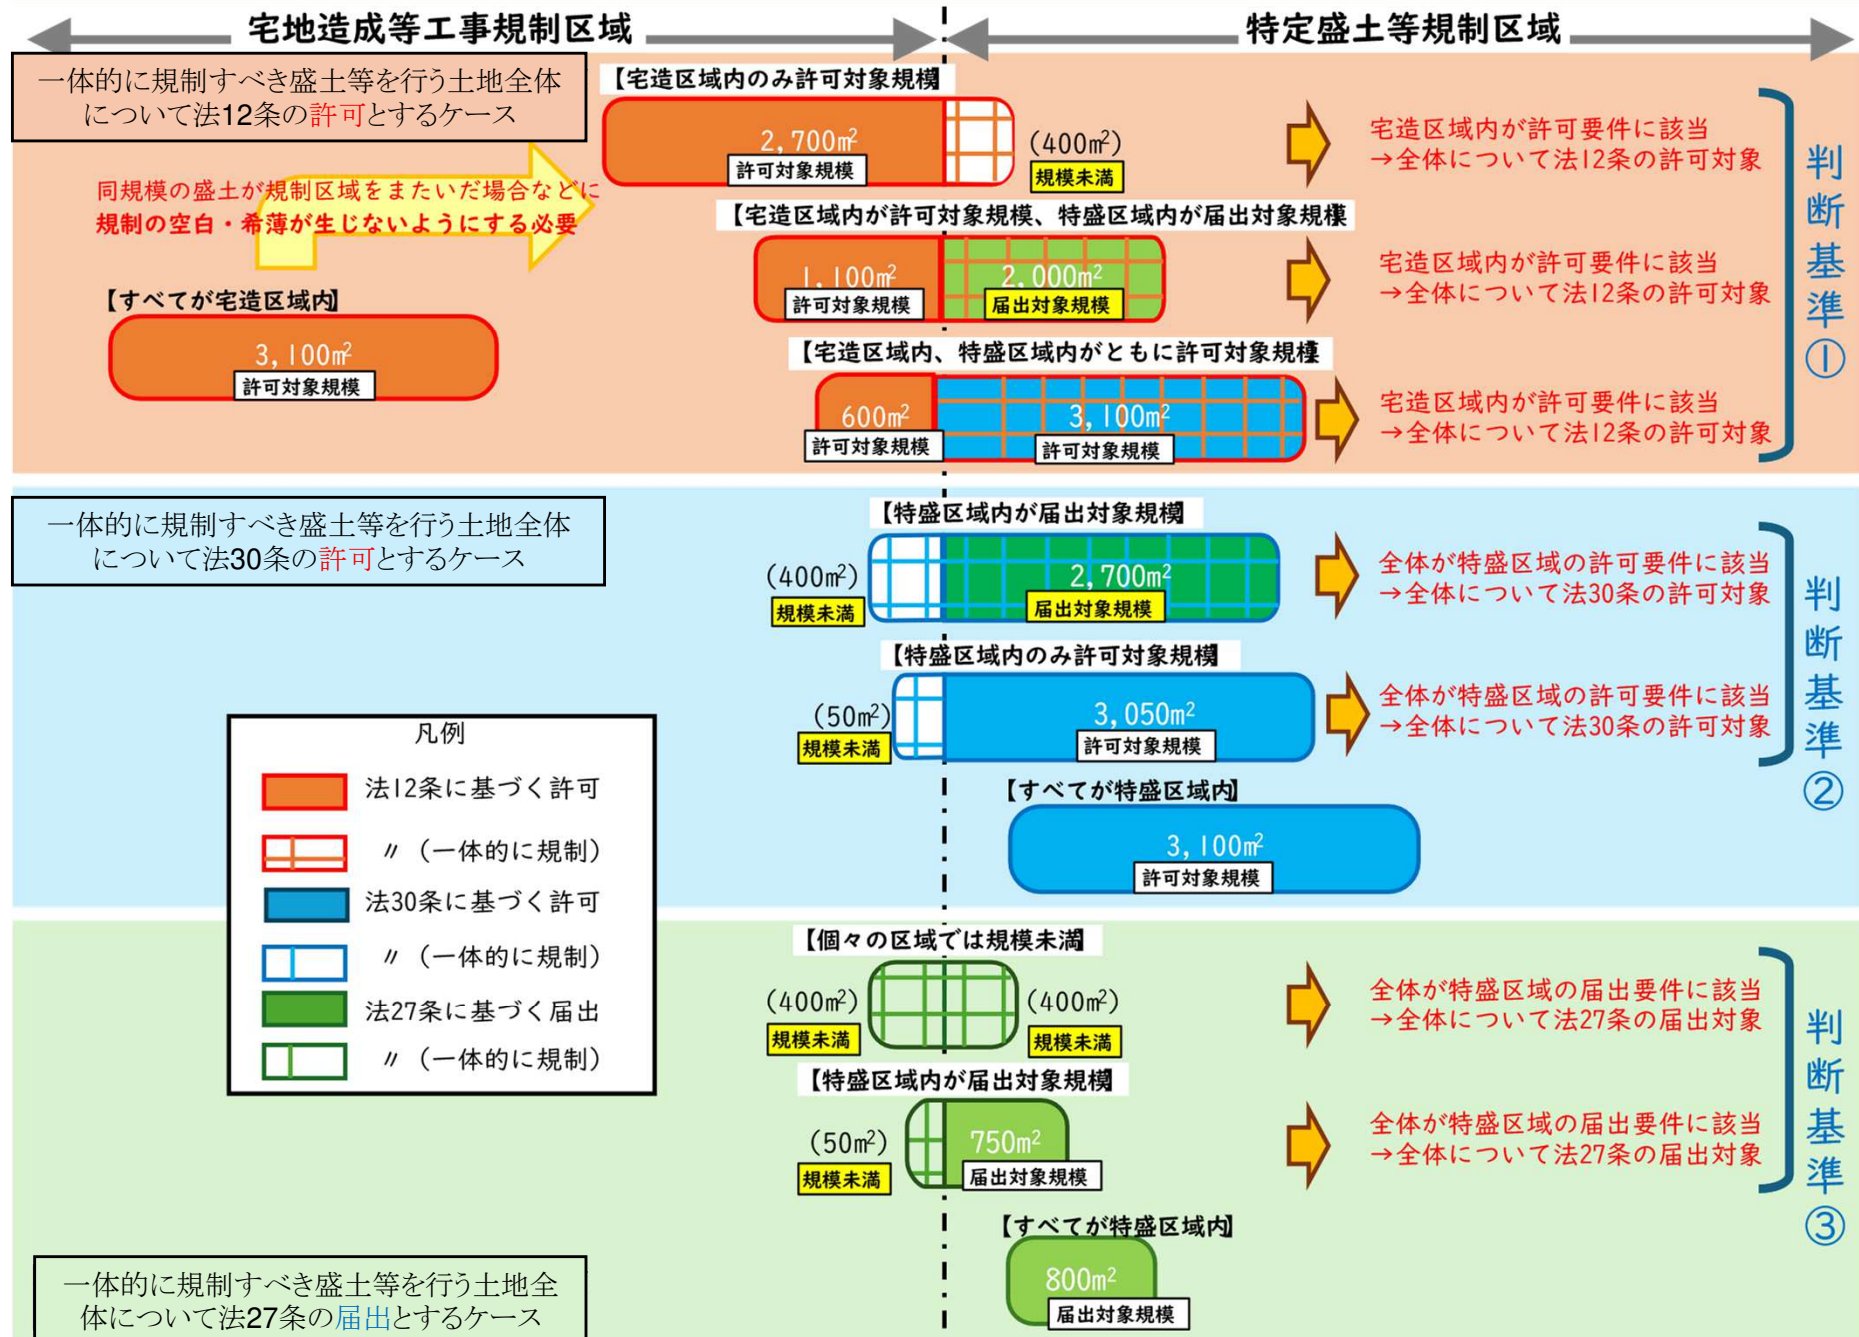 宅地造成等工事規制区域
特定盛土等規制区域
一体的に規制すべき盛土等を行う土地全体
について法12条の許可とするケース
同規模の盛土が規制区域をまたいだ場合などに
規制の空白・希薄が生じないようにする必要
【すべてが宅造区域内】
3,100㎡
許可対象規模
【宅造区域内のみ許可対象規模】
2,700㎡
許可対象規模
(400㎡)
規模未満
宅造区域内が許可要件に該当
→全体について法12条の許可対象
【宅造区域内が許可対象規模、特盛区域内が届出対象規模】
1,100㎡
許可対象規模
2,000㎡
届出対象規模
宅造区域内が許可要件に該当
→全体について法12条の許可対象
【宅造区域内、特盛区域内がともに許可対象規模】
600㎡
許可対象規模
3,100㎡
許可対象規模
宅造区域内が許可要件に該当
→全体について法12条の許可対象
判断基準①
一体的に規制すべき盛土等を行う土地全体
について法30条の許可とするケース
【特盛区域内が届出対象規模】
(400㎡)
規模未満
2,700㎡
届出対象規模
全体が特盛区域の許可要件に該当
→全体について法30条の許可対象
【特盛区域内のみ許可対象規模】
(50㎡)
規模未満
3,050㎡
許可対象規模
全体が特盛区域の許可要件に該当
→全体について法30条の許可対象
【すべてが特盛区域内】
3,100㎡
許可対象規模
判断基準②
凡例
法12条に基づく許可
〃（一体的に規制）
法30条に基づく許可
〃（一体的に規制）
法27条に基づく届出
〃（一体的に規制）
【個々の区域では規模未満】
(400㎡)
規模未満
(400㎡)
規模未満
全体が特盛区域の届出要件に該当
→全体について法27条の届出対象
【特盛区域内が届出対象規模】
(50㎡)
規模未満
750㎡
届出対象規模
全体が特盛区域の届出要件に該当
→全体について法27条の届出対象
【すべてが特盛区域内】
800㎡
届出対象規模
判断基準③
一体的に規制すべき盛土等を行う土地全
体について法27条の届出とするケース